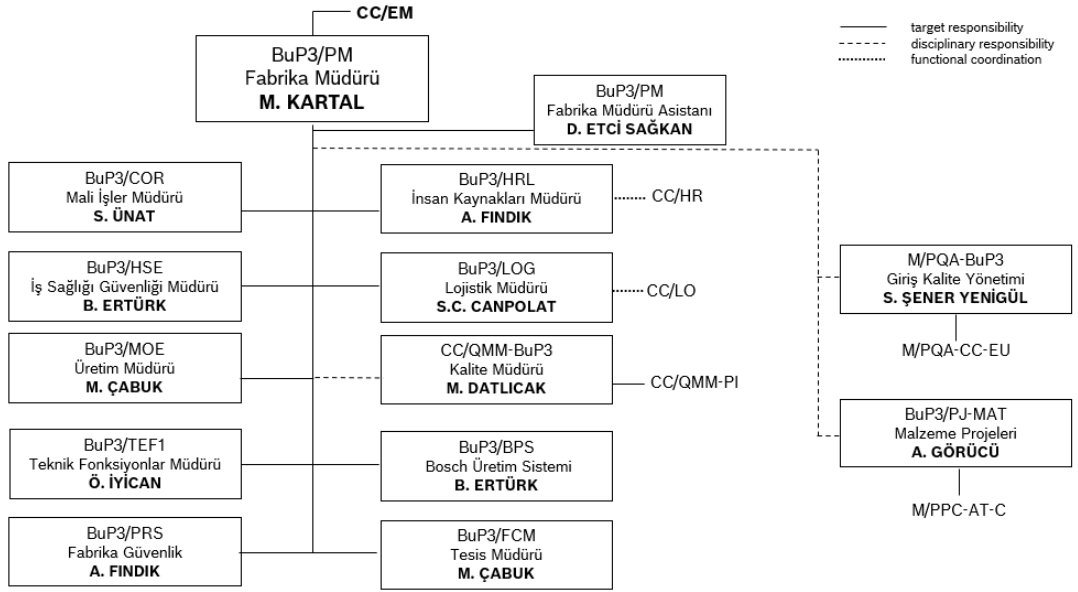 CC/EM
target responsibility
disciplinary responsibility
functional coordination
BuP3/PM
Fabrika Müdürü
M. KARTAL
BuP3/PM
Fabrika Müdürü Asistanı
D. ETCİ SAĞKAN
BuP3/COR
Mali İşler Müdürü
S. ÜNAT
BuP3/HRL
İnsan Kaynakları Müdürü
A. FINDIK
CC/HR
BuP3/HSE
İş Sağlığı Güvenliği Müdürü
B. ERTÜRK
BuP3/LOG
Lojistik Müdürü
S.C. CANPOLAT
CC/LO
M/PQA-BuP3
Giriş Kalite Yönetimi
S. ŞENER YENİGÜL
M/PQA-CC-EU
BuP3/MOE
Üretim Müdürü
M. ÇABUK
CC/QMM-BuP3
Kalite Müdürü
M. DATLICAK
CC/QMM-PI
BuP3/PJ-MAT
Malzeme Projeleri
A. GÖRÜCÜ
M/PPC-AT-C
BuP3/TEF1
Teknik Fonksiyonlar Müdürü
Ö. İYİCAN
BuP3/BPS
Bosch Üretim Sistemi
B. ERTÜRK
BuP3/PRS
Fabrika Güvenlik
A. FINDIK
BuP3/FCM
Tesis Müdürü
M. ÇABUK